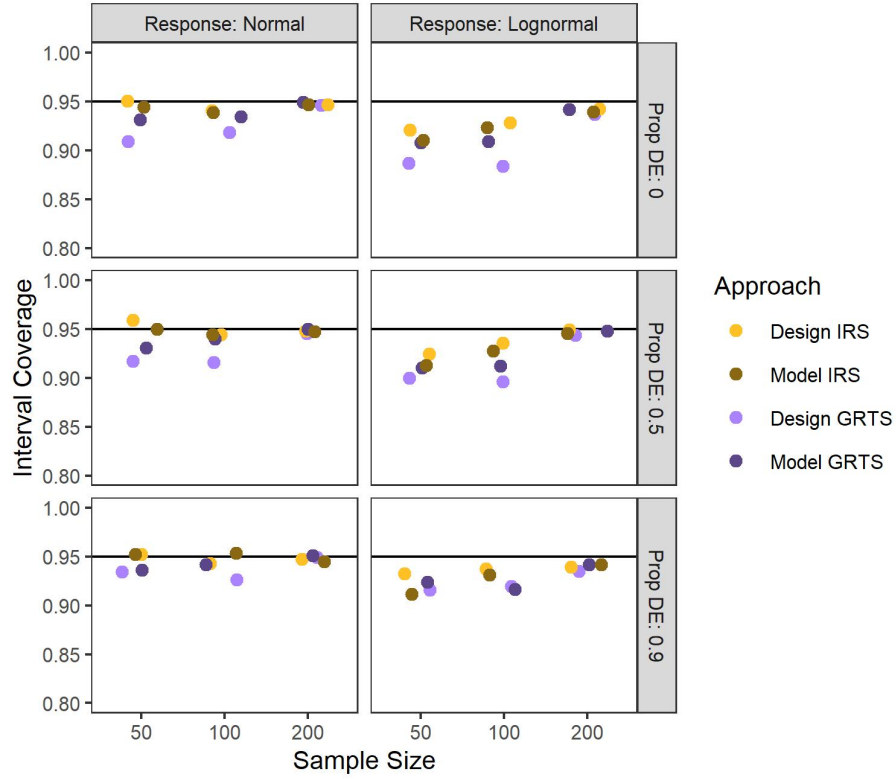 Response: Normal
Response: Lognormal
1.00
0.95
0.90
0.85
0.80
Prop DE: 0
1.00
0.95
0.90
0.85
0.80
Prop DE: 0.5
1.00
0.95
0.90
0.85
0.80
Prop DE: 0.9
Interval Coverage
50
100
200
50
100
200
Sample Size
Approach
Design IRS
Model IRS
Design GRTS
Model GRTS